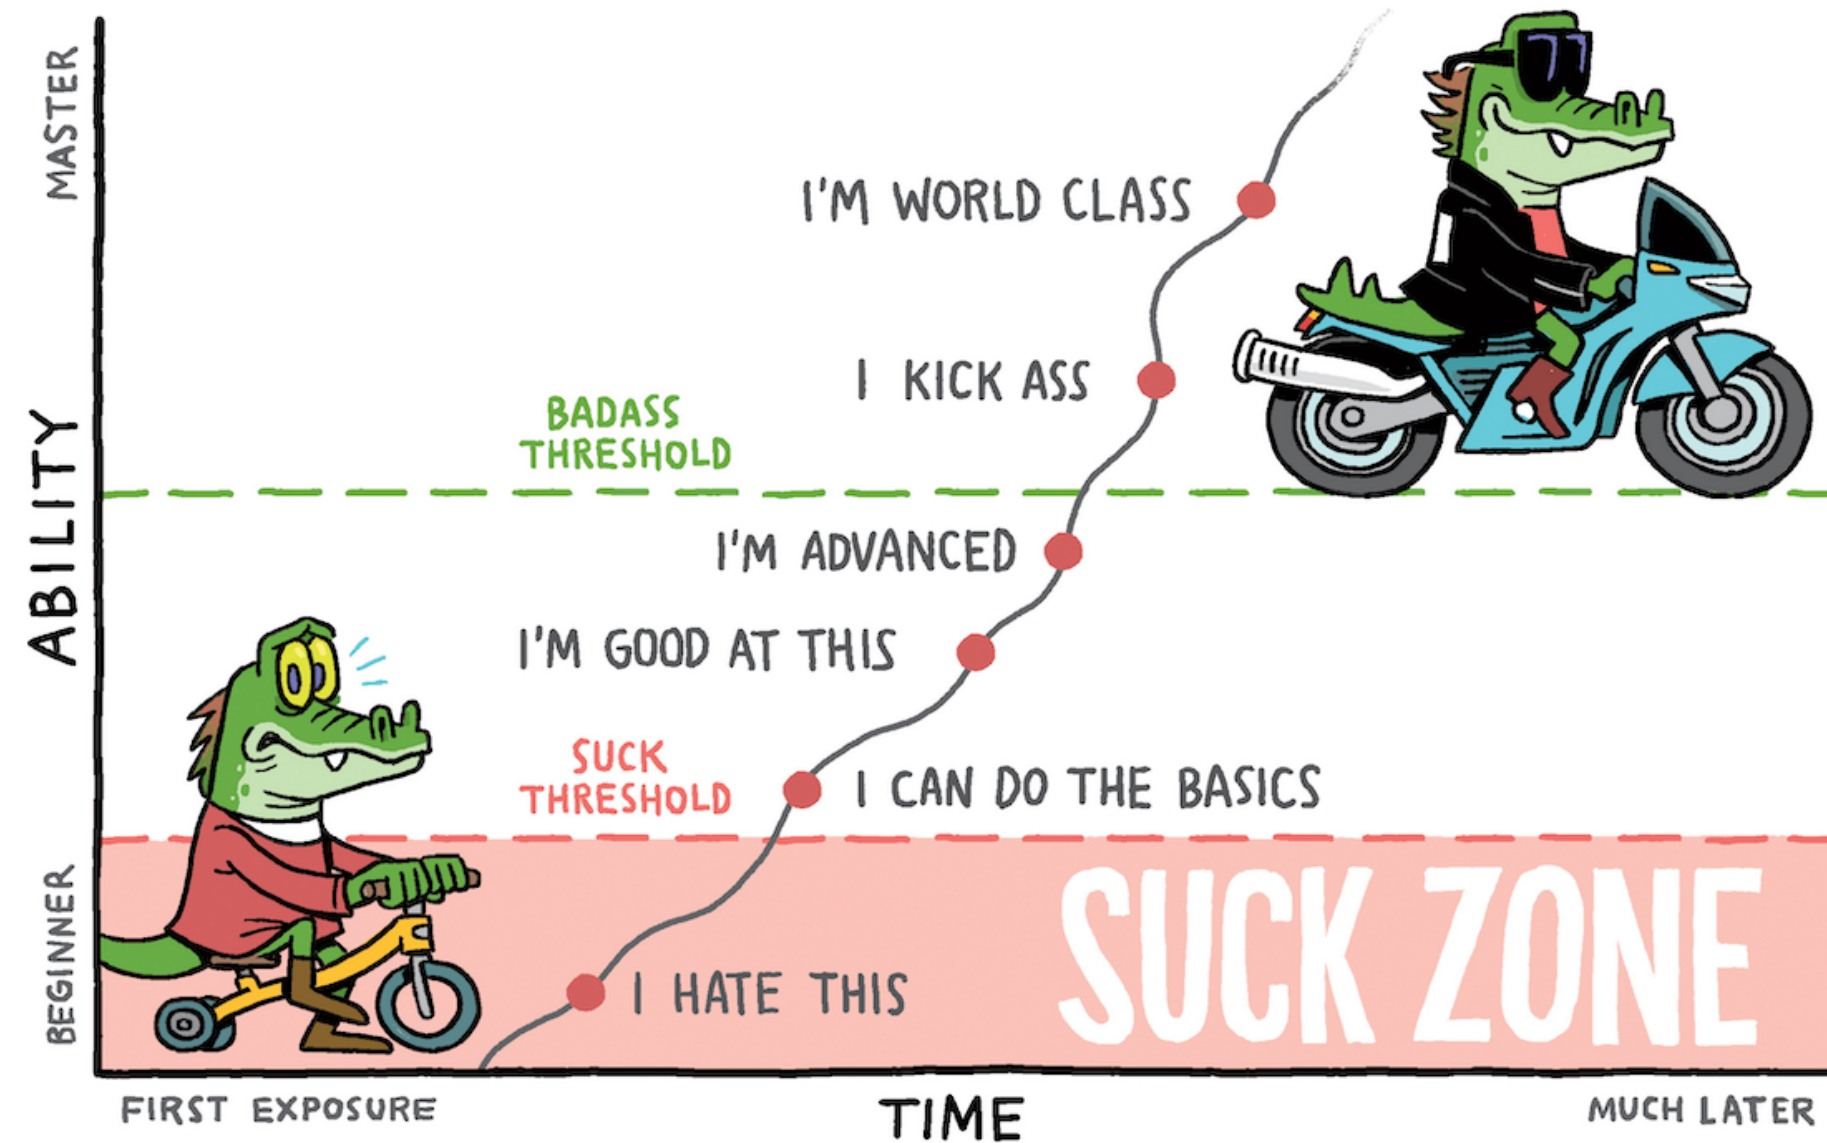 MASTER
I'M WORLD CLASS
I KICK ASS
BADASS
THRESHOLD
ABILITY
I'M ADVANCED
I'M GOOD AT THIS
SUCK
THRESHOLD
I CAN DO THE BASICS
BEGINNER
SUCK ZONE
I HATE THIS
FIRST EXPOSURE
TIME
MUCH LATER